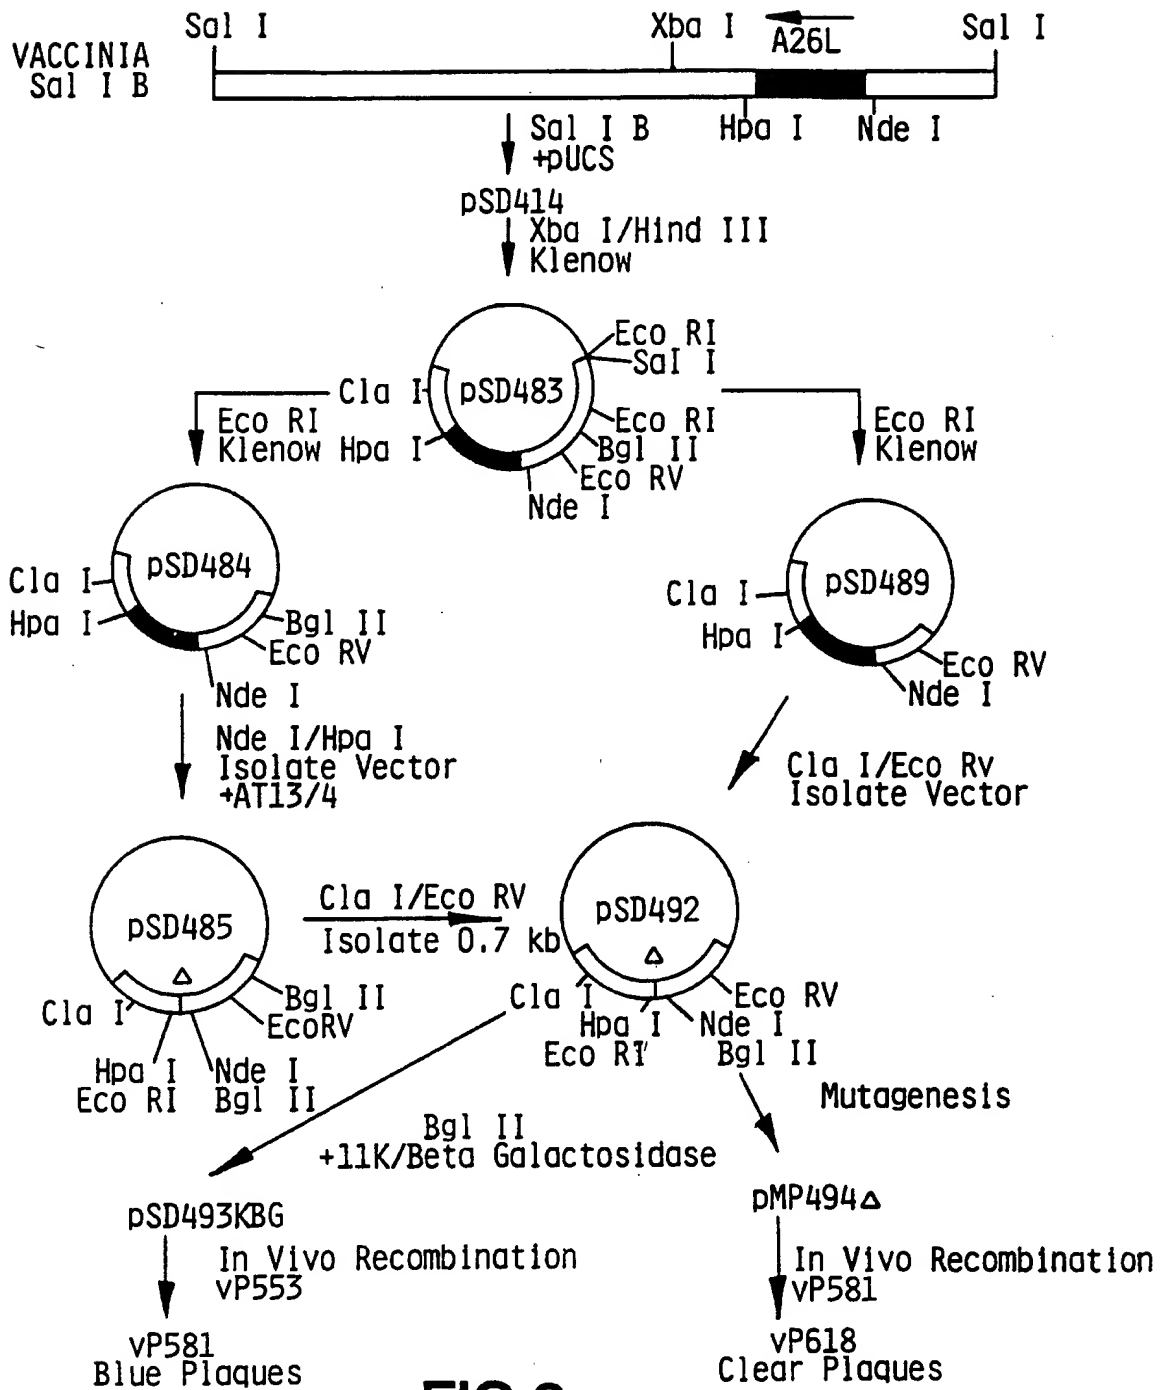 Sal I
Xba I
A26L
Sal I
VACCINIA
Sal I B
Hpa I
Nde I
Sal I B
+pUCS
pSD414
Xba I/Hind III
Klenow
pSD483
Eco RI
Sal I
Cla I
Hpa I
Eco RI
Bgl II
Eco RV
Nde I
Eco RI
Klenow
Eco RI
Klenow
pSD484
Cla I
Hpa I
Bgl II
Eco RV
Nde I
pSD489
Cla I
Hpa I
Eco RV
Nde I
Nde I/Hpa I
Isolate Vector
+AT13/4
Cla I/Eco Rv
Isolate Vector
pSD485
Δ
Cla I
Bgl II
EcoRV
Hpa I
Nde I
Eco RI
Bgl II
Cla I/Eco RV
Isolate 0.7 kb
pSD492
Δ
Cla I
Eco RV
Hpa I
Nde I
Eco RI
Bgl II
Bgl II
+11K/Beta Galactosidase
Mutagenesis
pSD493KBG
pMP494Δ
In Vivo Recombination
vP553
In Vivo Recombination
vP581
vP581
Blue Plaques
vP618
Clear Plaques